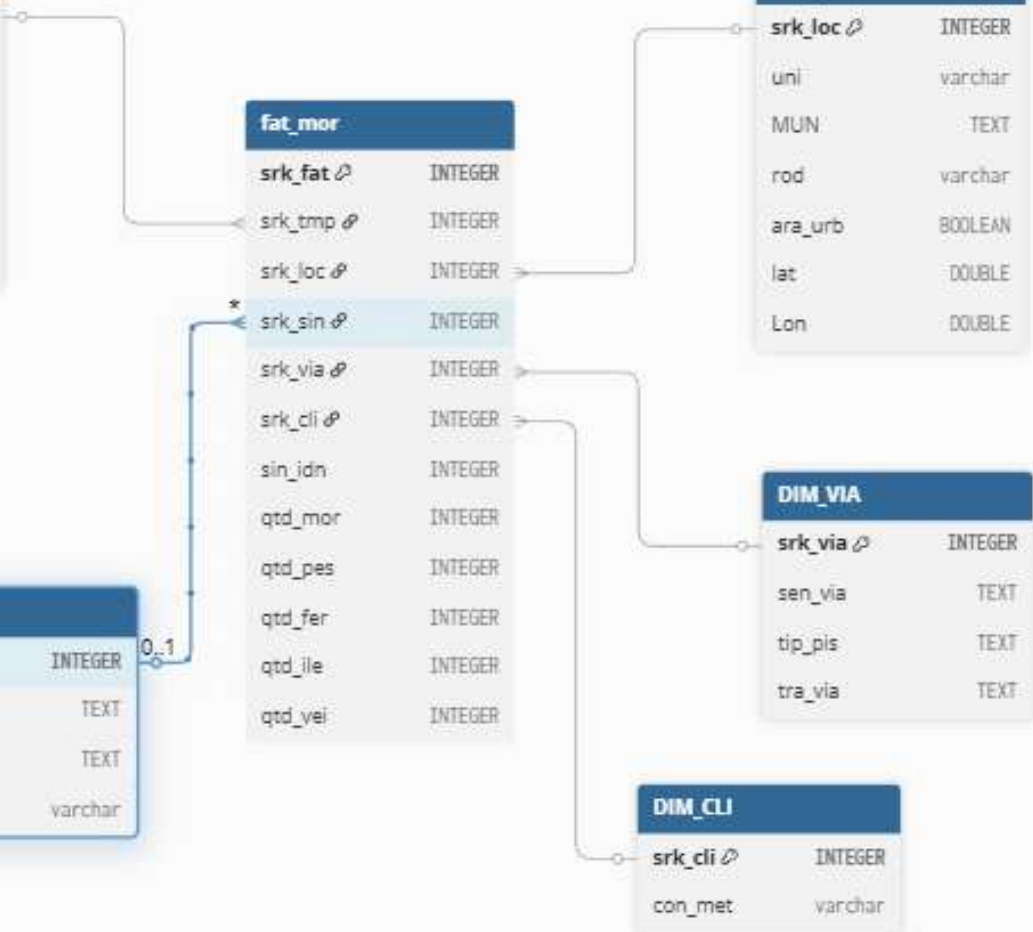 srk_loc INTEGER
uni varchar
MUN TEXT
rod varchar
ara_urb BOOLEAN
lat DOUBLE
Lon DOUBLE
fat_mor
srk_fat INTEGER
srk_tmp INTEGER
srk_loc INTEGER
* srk_sin INTEGER
srk_via INTEGER
srk_cli INTEGER
sin_idn INTEGER
qtd_mor INTEGER
qtd_pes INTEGER
qtd_fer INTEGER
qtd_ile INTEGER
qtd_vei INTEGER
DIM_VIA
srk_via INTEGER
sen_via TEXT
tip_pis TEXT
tra_via TEXT
INTEGER 0..1
TEXT
TEXT
varchar
DIM_CLI
srk_cli INTEGER
con_met varchar